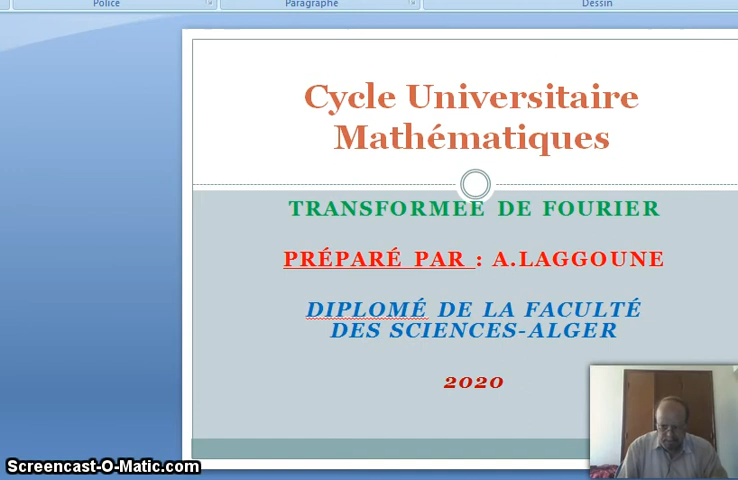 Police Paragraphe Dessin
Cycle Universitaire
Mathématiques
TRANSFORMEE DE FOURIER
PRÉPARÉ PAR : A.LAGGOUNE
DIPLOMÉ DE LA FACULTÉ
DES SCIENCES-ALGER
2020
Screencast-O-Matic.com